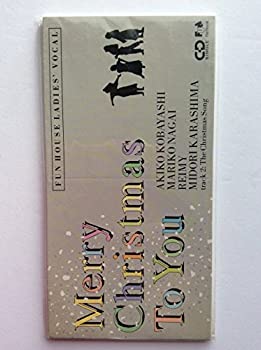 FUN HOUSE LADIES' VOCAL
Merry
Christmas
To You
AKIKO KOBAYASHI
MARIKO NAGAI
REIMY
MIDORI KARASHIMA
track 2: The Christmas Song